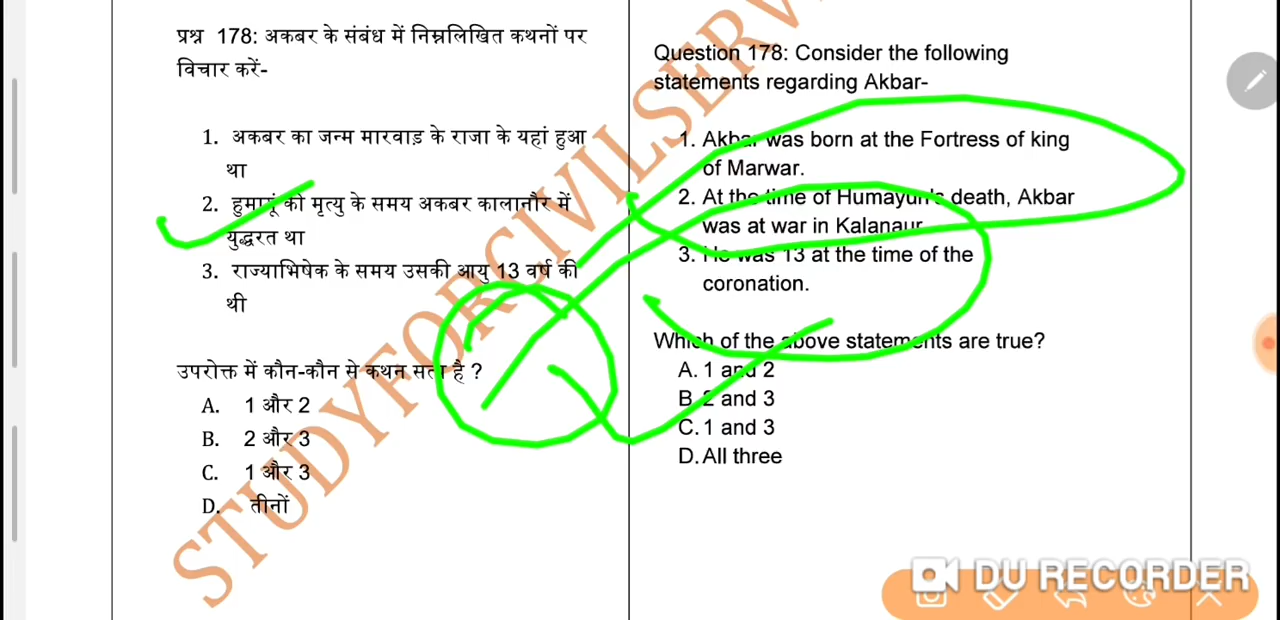 प्रश्न 178: अकबर के संबंध में निम्नलिखित कथनों पर
विचार करें-
1. अकबर का जन्म मारवाड़ के राजा के यहां हुआ
था
2. हुमायूं की मृत्यु के समय अकबर कालानौर में
युद्धरत था
3. राज्याभिषेक के समय उसकी आयु 13 वर्ष की
थी
उपरोक्त में कौन-कौन से कथन सत्य है ?
A. 1 और 2
B. 2 और 3
C. 1 और 3
D. तीनों
Question 178: Consider the following
statements regarding Akbar-
1. Akbar was born at the Fortress of king
of Marwar.
2. At the time of Humayun's death, Akbar
was at war in Kalanaur
3. He was 13 at the time of the
coronation.
Which of the above statements are true?
A. 1 and 2
B. 2 and 3
C. 1 and 3
D. All three
STUDYFORCIVILSERV
DU RECORDER